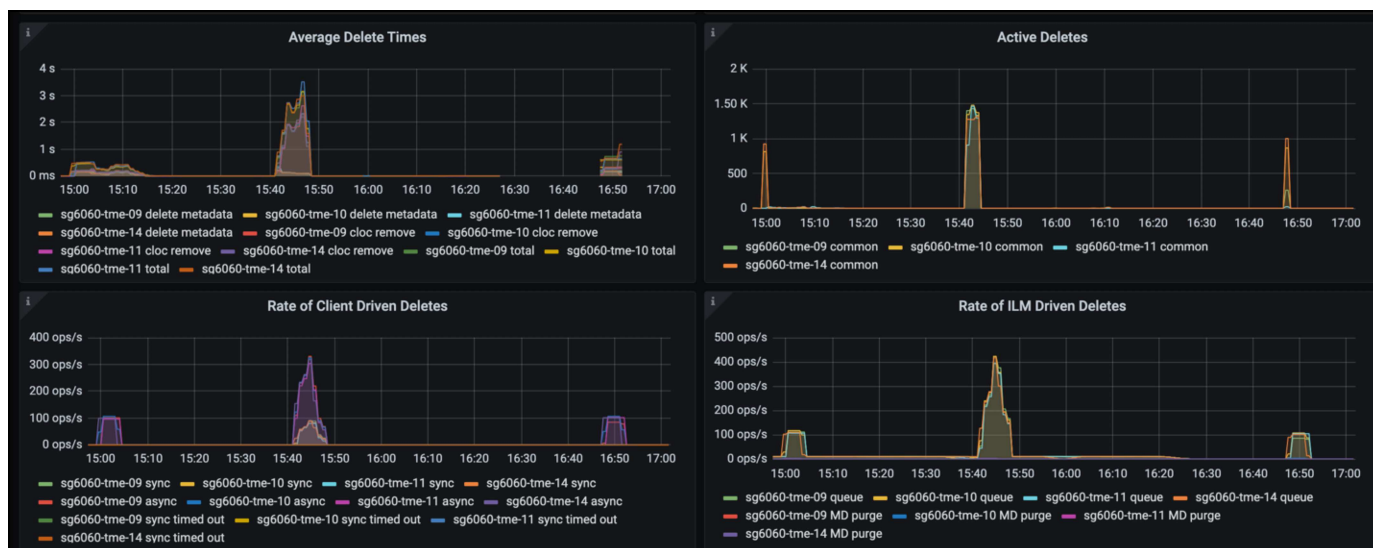 i
Average Delete Times
4 s
3 s
2 s
1 s
0 ms
15:00 15:10 15:20 15:30 15:40 15:50 16:00 16:10 16:20 16:30 16:40 16:50 17:00
sg6060-tme-09 delete metadata sg6060-tme-10 delete metadata sg6060-tme-11 delete metadata
sg6060-tme-14 delete metadata sg6060-tme-09 cloc remove sg6060-tme-10 cloc remove
sg6060-tme-11 cloc remove sg6060-tme-14 cloc remove sg6060-tme-09 total sg6060-tme-10 total
sg6060-tme-11 total sg6060-tme-14 total
i
Active Deletes
2 K
1.50 K
1 K
500
0
15:00 15:10 15:20 15:30 15:40 15:50 16:00 16:10 16:20 16:30 16:40 16:50 17:00
sg6060-tme-09 common sg6060-tme-10 common sg6060-tme-11 common
sg6060-tme-14 common
i
Rate of Client Driven Deletes
400 ops/s
300 ops/s
200 ops/s
100 ops/s
0 ops/s
15:00 15:10 15:20 15:30 15:40 15:50 16:00 16:10 16:20 16:30 16:40 16:50 17:00
sg6060-tme-09 sync sg6060-tme-10 sync sg6060-tme-11 sync sg6060-tme-14 sync
sg6060-tme-09 async sg6060-tme-10 async sg6060-tme-11 async sg6060-tme-14 async
sg6060-tme-09 sync timed out sg6060-tme-10 sync timed out sg6060-tme-11 sync timed out
sg6060-tme-14 sync timed out
i
Rate of ILM Driven Deletes
500 ops/s
400 ops/s
300 ops/s
200 ops/s
100 ops/s
0 ops/s
15:00 15:10 15:20 15:30 15:40 15:50 16:00 16:10 16:20 16:30 16:40 16:50 17:00
sg6060-tme-09 queue sg6060-tme-10 queue sg6060-tme-11 queue sg6060-tme-14 queue
sg6060-tme-09 MD purge sg6060-tme-10 MD purge sg6060-tme-11 MD purge
sg6060-tme-14 MD purge